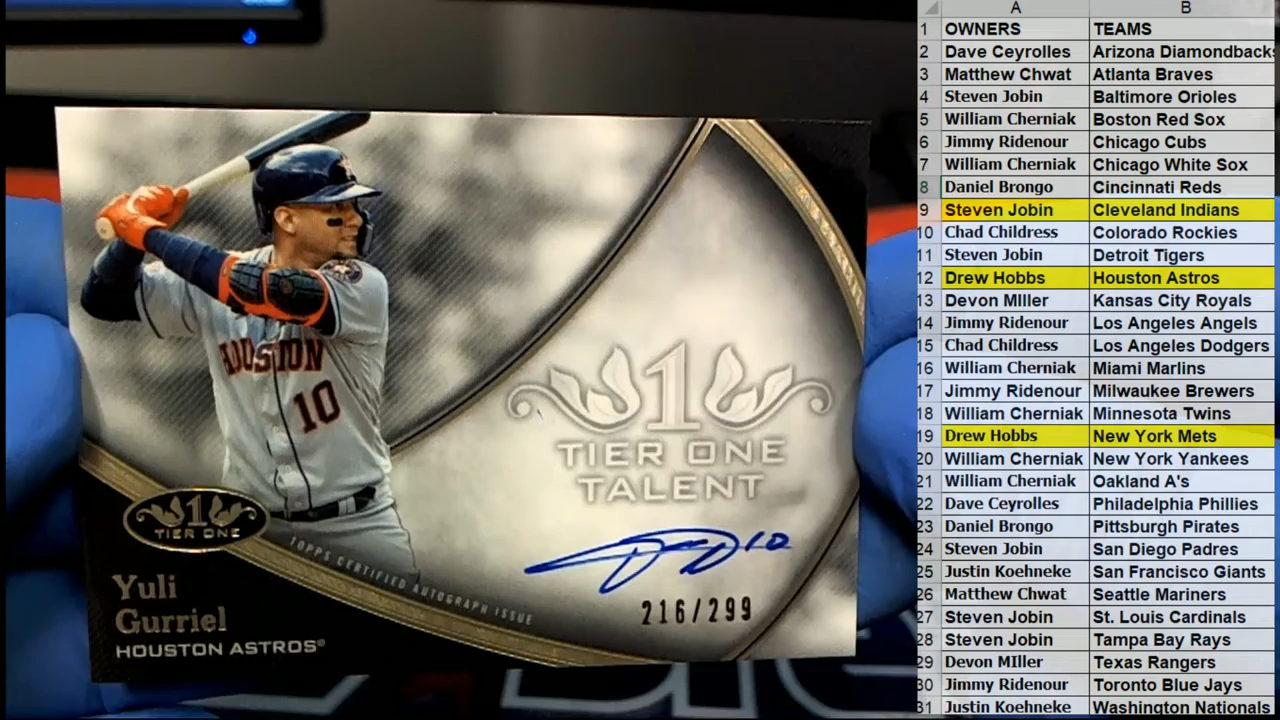 HOUSTON
10
1
TIER ONE
TALENT
1
TIER ONE
TOPPS CERTIFIED AUTOGRAPH ISSUE
10
216/299
Yuli
Gurriel
HOUSTON ASTROS®
A B
1 OWNERS TEAMS
2 Dave Ceyrolles Arizona Diamondbacks
3 Matthew Chwat Atlanta Braves
4 Steven Jobin Baltimore Orioles
5 William Cherniak Boston Red Sox
6 Jimmy Ridenour Chicago Cubs
7 William Cherniak Chicago White Sox
8 Daniel Brongo Cincinnati Reds
9 Steven Jobin Cleveland Indians
10 Chad Childress Colorado Rockies
11 Steven Jobin Detroit Tigers
12 Drew Hobbs Houston Astros
13 Devon MIller Kansas City Royals
14 Jimmy Ridenour Los Angeles Angels
15 Chad Childress Los Angeles Dodgers
16 William Cherniak Miami Marlins
17 Jimmy Ridenour Milwaukee Brewers
18 William Cherniak Minnesota Twins
19 Drew Hobbs New York Mets
20 William Cherniak New York Yankees
21 William Cherniak Oakland A's
22 Dave Ceyrolles Philadelphia Phillies
23 Daniel Brongo Pittsburgh Pirates
24 Steven Jobin San Diego Padres
25 Justin Koehneke San Francisco Giants
26 Matthew Chwat Seattle Mariners
27 Steven Jobin St. Louis Cardinals
28 Steven Jobin Tampa Bay Rays
29 Devon MIller Texas Rangers
30 Jimmy Ridenour Toronto Blue Jays
31 Justin Koehneke Washington Nationals